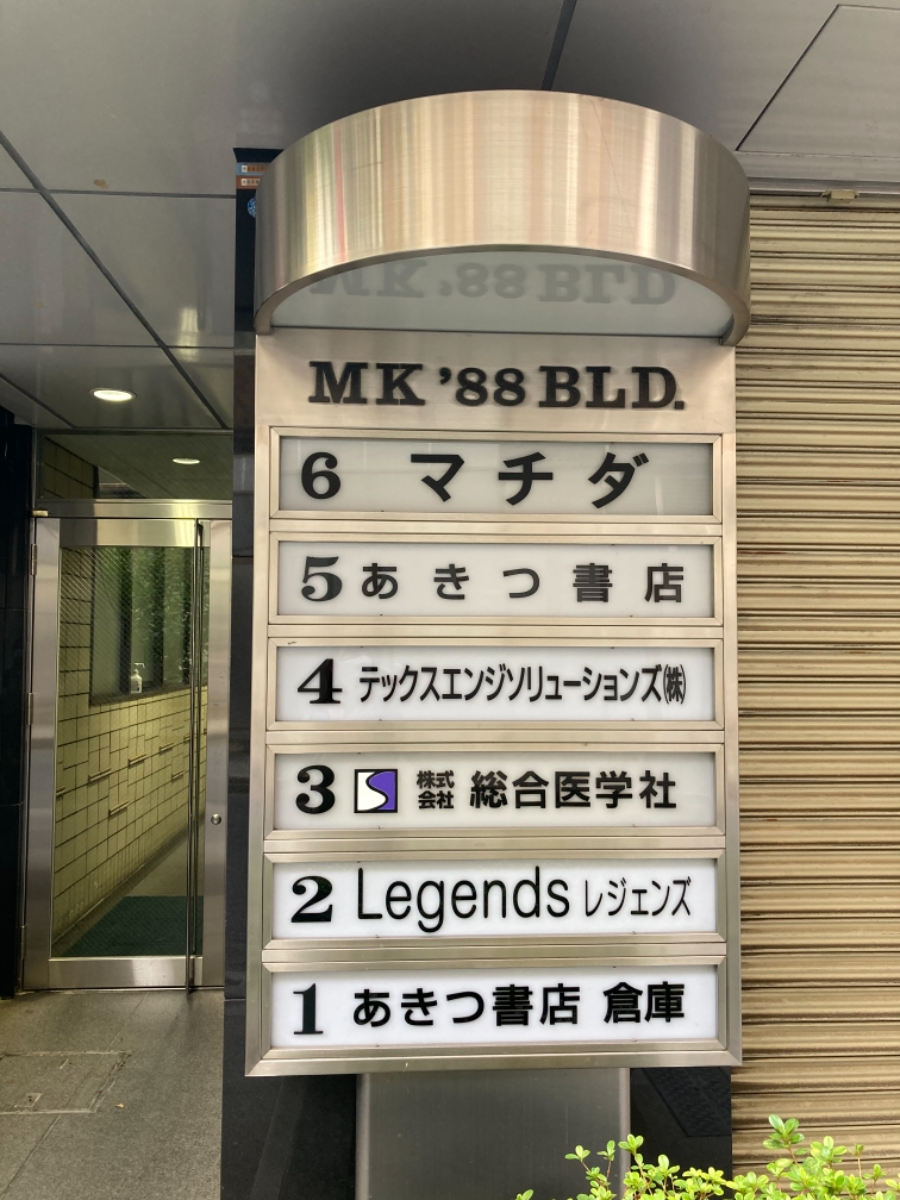 MK '88 BLD.
6 マチダ
5 あきつ書店
4 テックスエンジソリューションズ㈱
3 株式会社 総合医学社
2 Legends レジェンズ
1 あきつ書店 倉庫